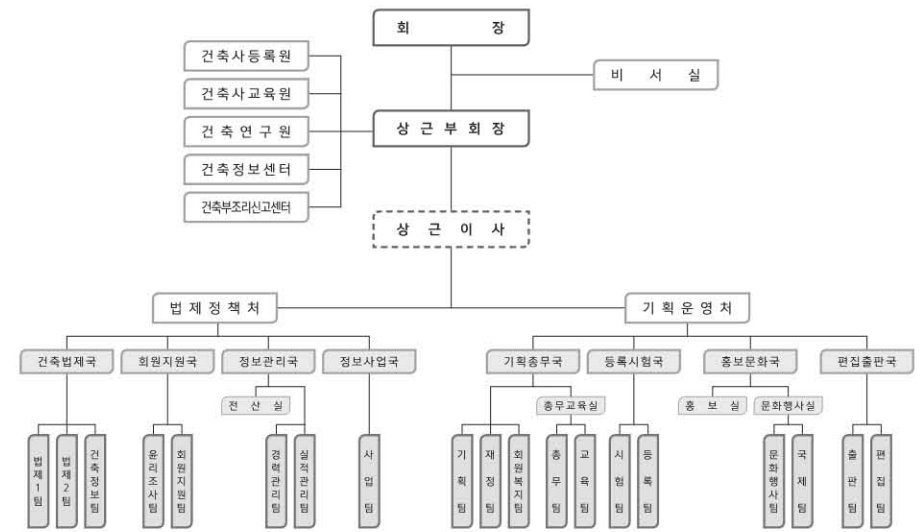 회 장
건축사등록원
비 서 실
건축사교육원
상 근 부 회 장
건 축 연 구 원
건축정보센터
건축부조리신고센터
상 근 이 사
법 제 정 책 처
기 획 운 영 처
건축법제국
회원지원국
정보관리국
정보사업국
기획총무국
등록시험국
홍보문화국
편집출판국
전 산 실
총무교육실
홍 보 실
문화행사실
법제1팀
법제2팀
건축정보팀
윤리조사팀
회원지원팀
경력관리팀
실적관리팀
사업팀
기획팀
재정팀
회원복지팀
총무팀
교육팀
시험팀
등록팀
문화행사팀
국제팀
출판팀
편집팀